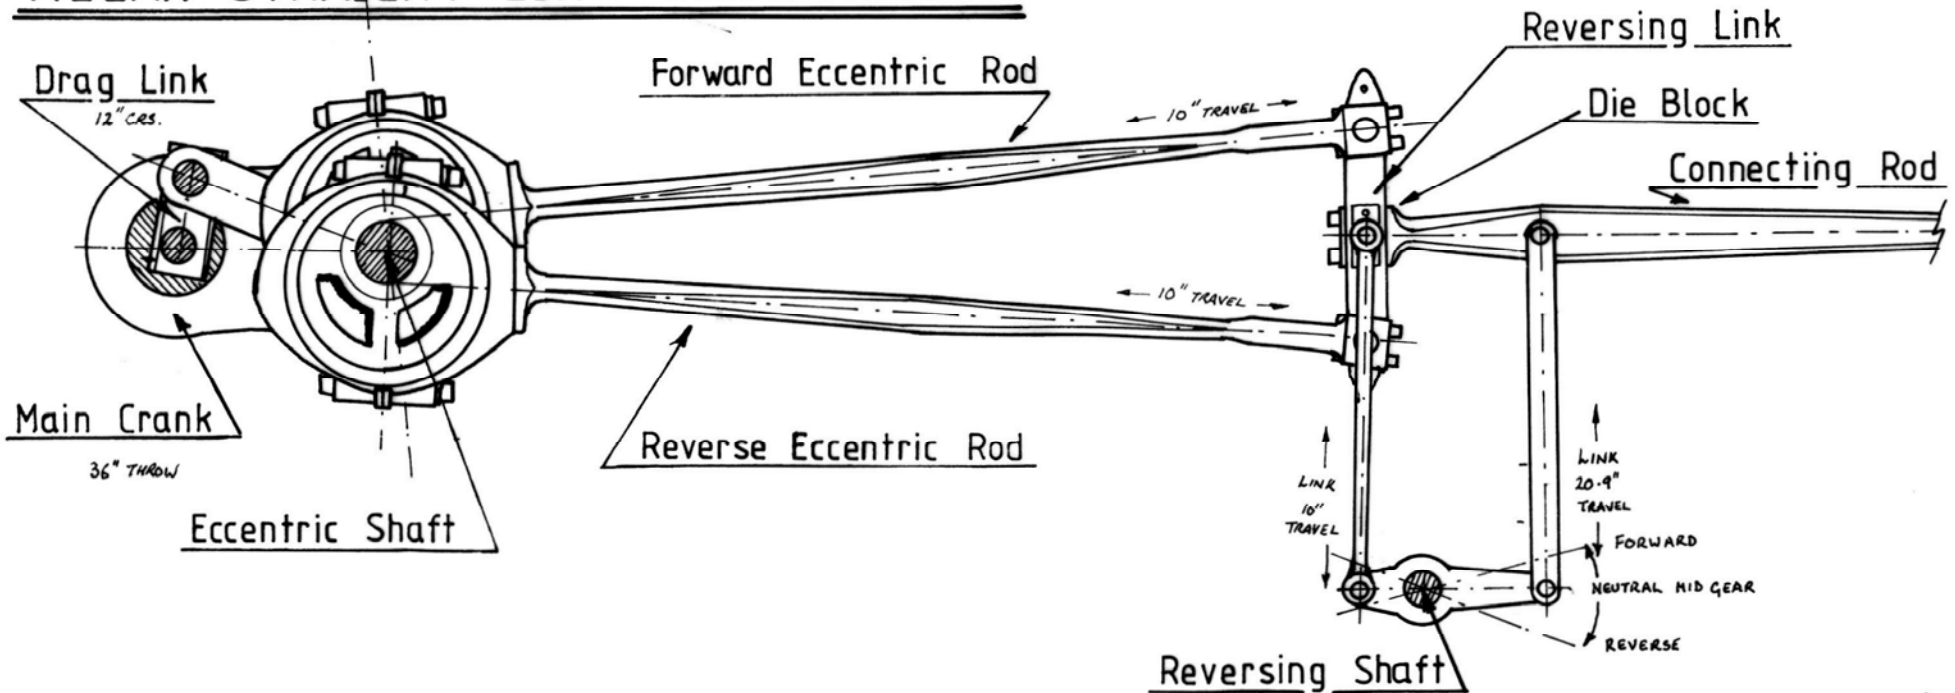 Drag Link
12" CRS.
Forward Eccentric Rod
10" TRAVEL
Reversing Link
Die Block
Connecting Rod
10" TRAVEL
Main Crank
36" THROW
Reverse Eccentric Rod
Eccentric Shaft
LINK
10"
TRAVEL
LINK
20.9"
TRAVEL
FORWARD
NEUTRAL MID GEAR
REVERSE
Reversing Shaft